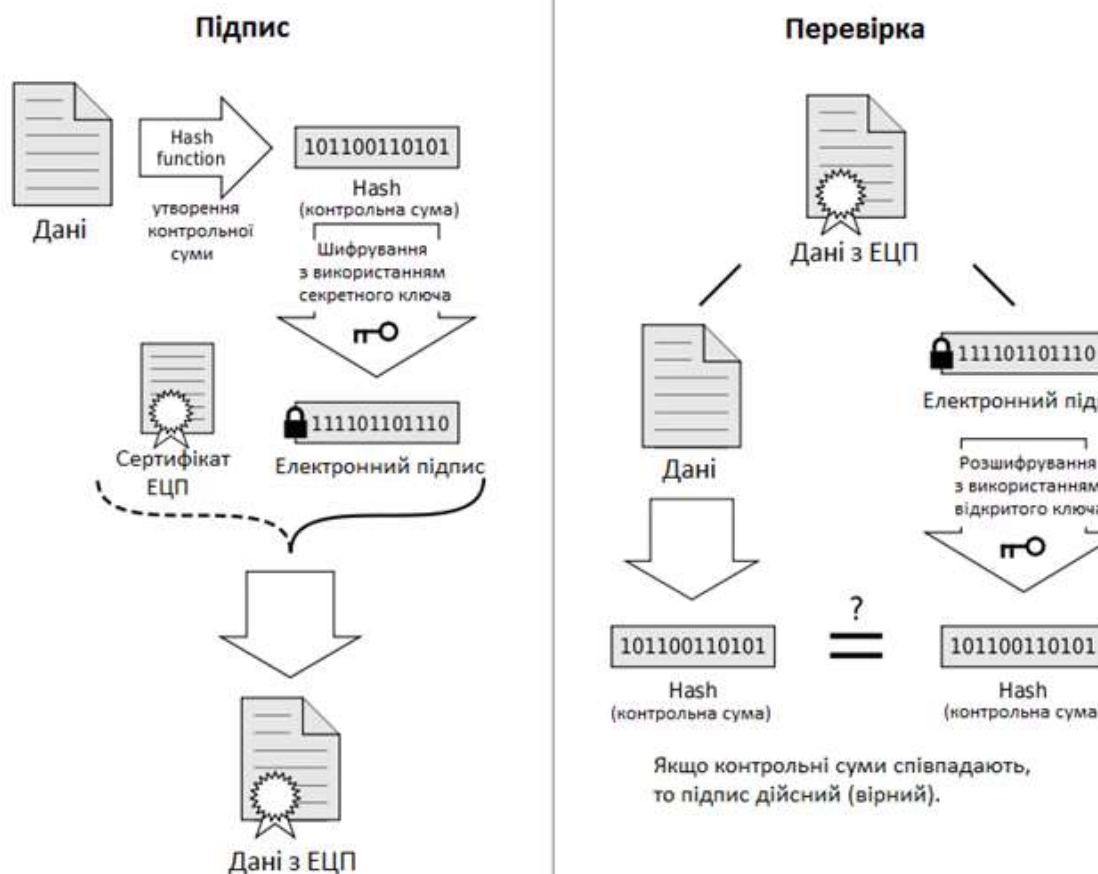 Підпис
Hash
function
101100110101
Дані
утворення
контрольної
суми
Hash
(контрольна сума)
Шифрування
з використанням
секретного ключа
111101101110
Сертифікат
ЕЦП
Електронний підпис
Дані з ЕЦП
Перевірка
Дані з ЕЦП
111101101110
Електронний підп
Дані
Розшифрування
з використанням
відкритого ключа
?
101100110101
101100110101
Hash
(контрольна сума)
Hash
(контрольна сума
Якщо контрольні суми співпадають,
то підпис дійсний (вірний).